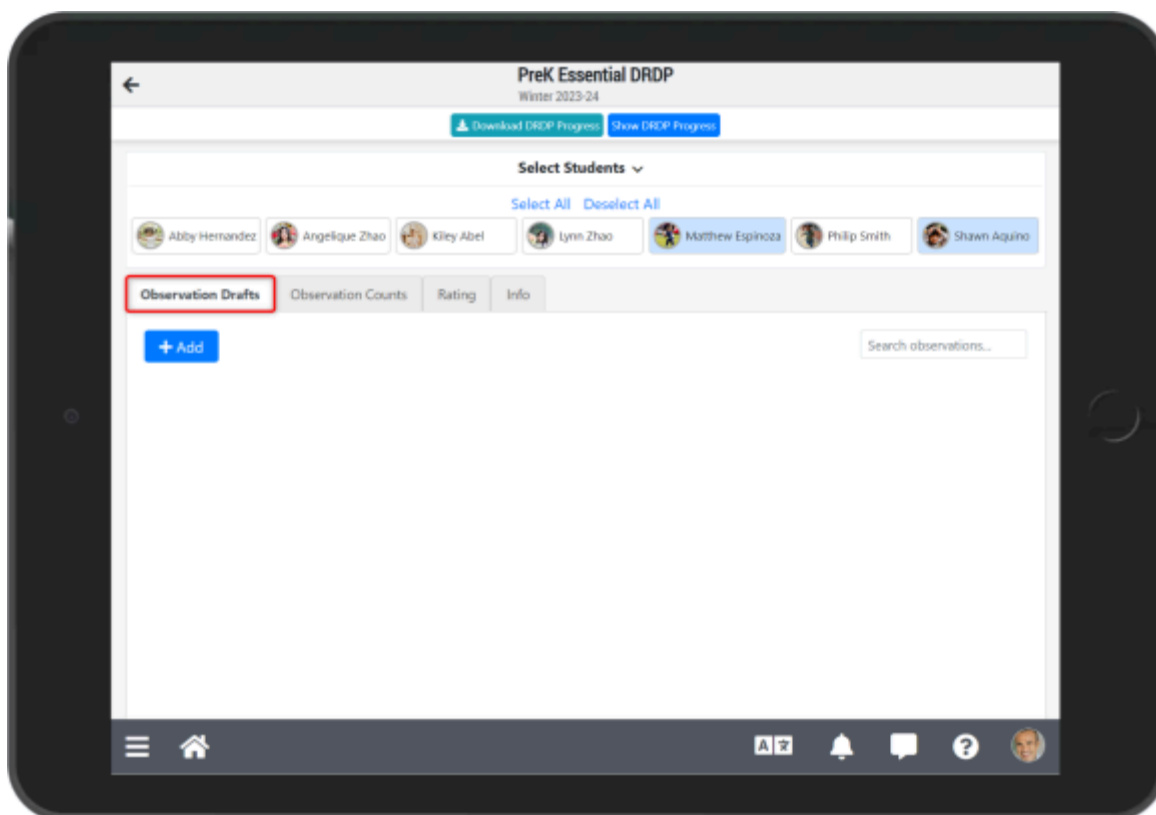 PreK Essential DRDP
Winter 2023-24
Download DRDP Progress Show DRDP Progress
Select Students
Select All Deselect All
Abby Hernandez Angelique Zhao Kiley Abel Lynn Zhao Matthew Espinoza Philip Smith Shawn Aquino
Observation Drafts Observation Counts Rating Info
+ Add Search observations...
A 文
?